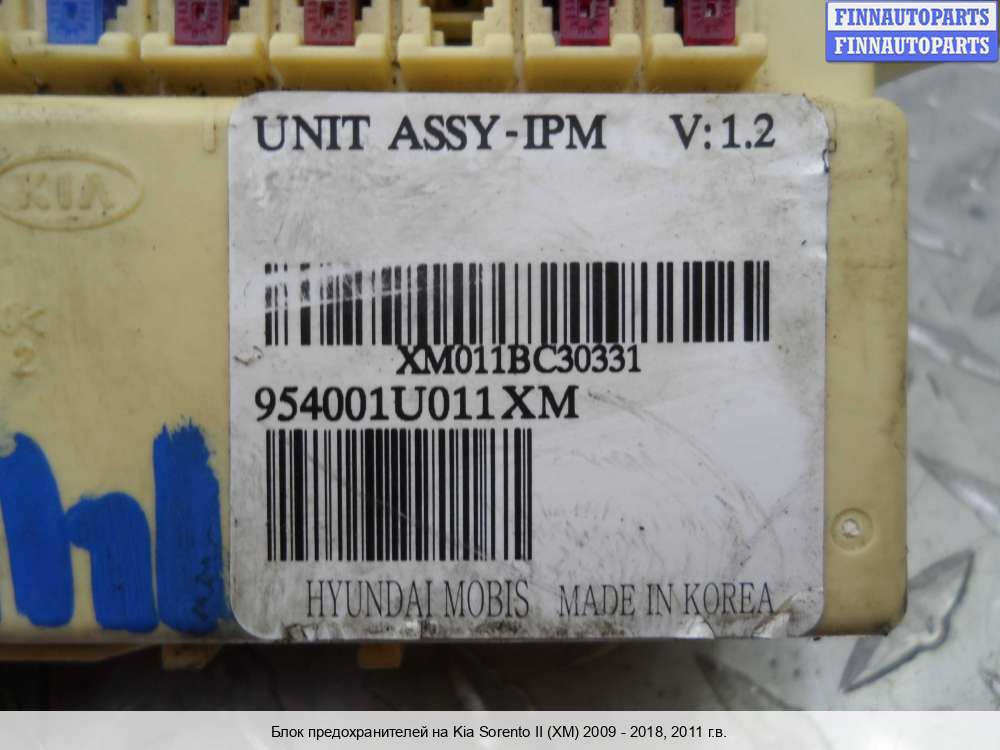 FINNAUTOPARTS
FINNAUTOPARTS
UNIT ASSY-IPM V: 1.2
KIA
XM011BC30331
954001U011XM
HYUNDAI MOBIS MADE IN KOREA
Блок предохранителей на Kia Sorento II (XM) 2009 - 2018, 2011 г.в.